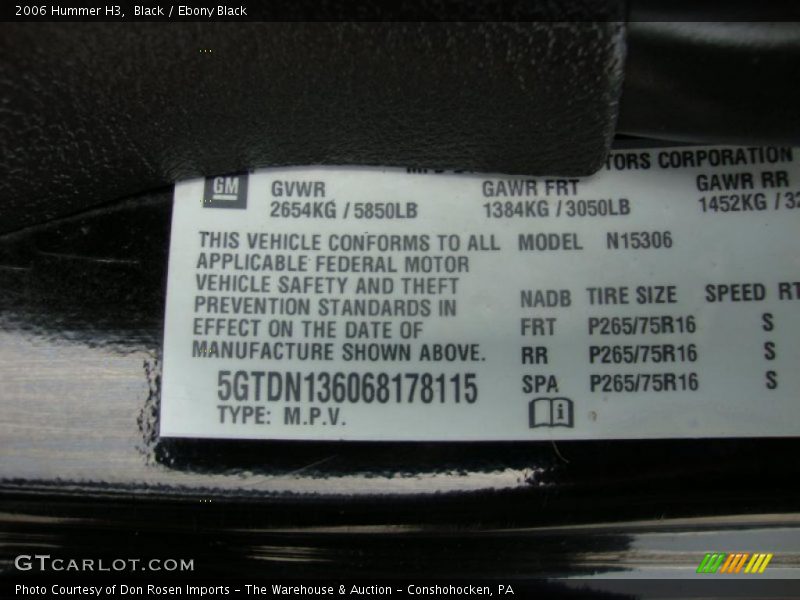 2006 Hummer H3, Black / Ebony Black
TORS CORPORATION
GM GVWR GAWR FRT GAWR RR
2654KG / 5850LB 1384KG / 3050LB 1452KG /
THIS VEHICLE CONFORMS TO ALL MODEL N15306
APPLICABLE FEDERAL MOTOR
VEHICLE SAFETY AND THEFT
PREVENTION STANDARDS IN
EFFECT ON THE DATE OF
MANUFACTURE SHOWN ABOVE.
NADB TIRE SIZE SPEED RT
FRT P265/75R16 S
RR P265/75R16 S
SPA P265/75R16 S
5GTDN136068178115
TYPE: M.P.V.
GTCARLOT.COM
Photo Courtesy of Don Rosen Imports - The Warehouse & Auction - Conshohocken, PA